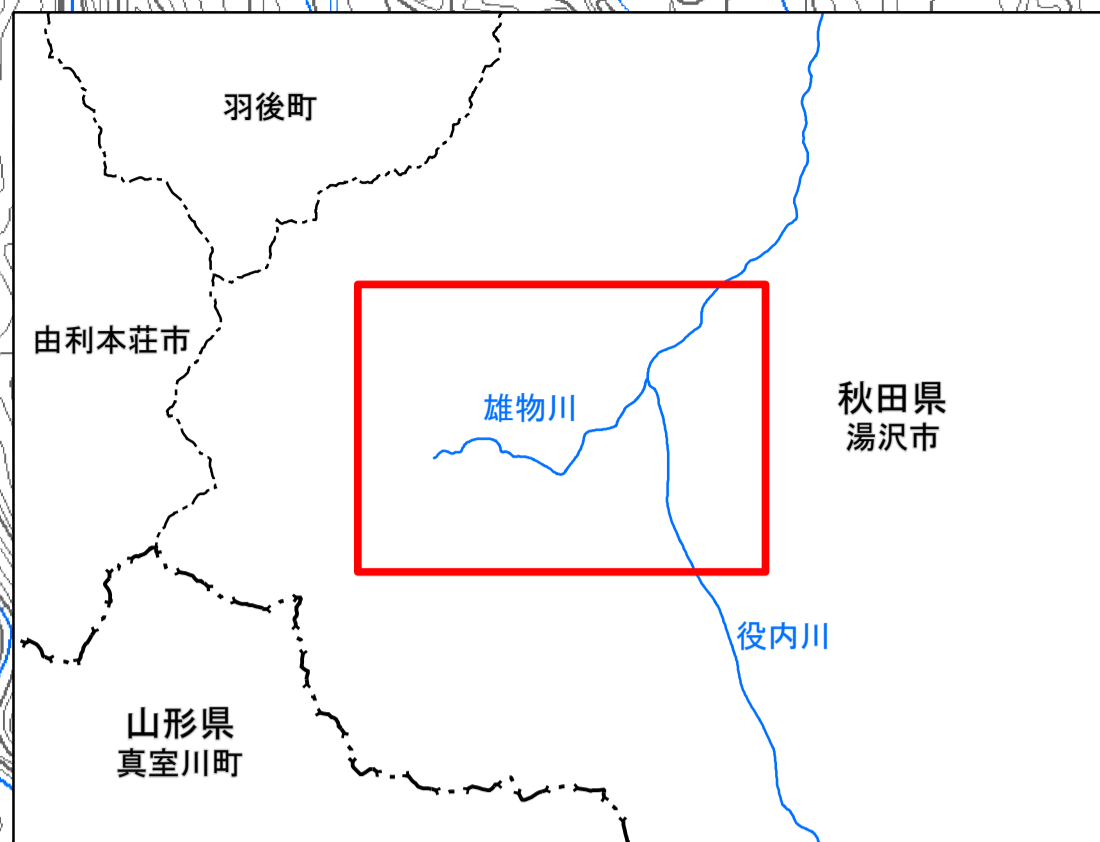 羽後町
由利本荘市
雄物川
秋田県
湯沢市
役内川
山形県
真室川町